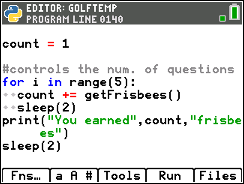 EDITOR: GOLFTEMP
PROGRAM LINE 0140
count = 1
#controls the num. of questions
for i in range(5):
··count += getFrisbees()
··sleep(2)
print("You earned",count,"frisbe
es")
sleep(2)
Fns… a A # Tools Run Files